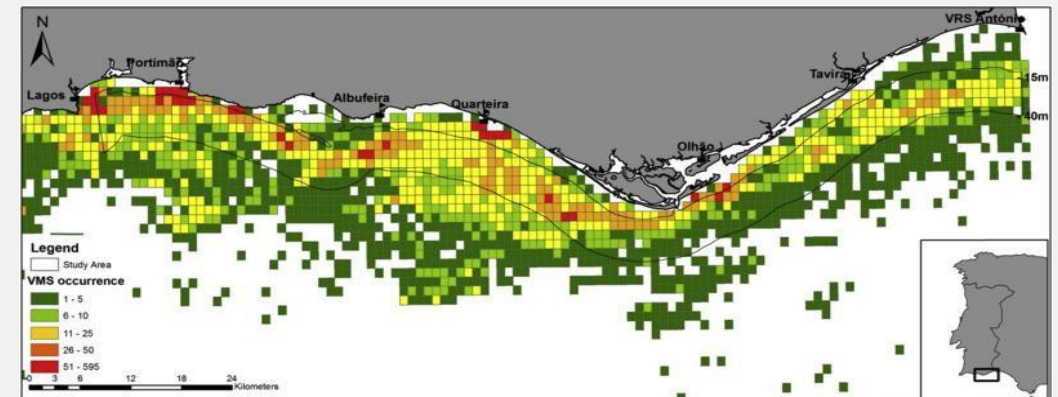 N
VRS António
Portimão
Tavira
15m
Lagos
Albufeira
Quarteira
40m
Olhão
Legend
Study Area
VMS occurrence
1 - 5
6 - 10
11 - 25
26 - 50
51 - 595
0 3 6 12 18 24
Kilometers